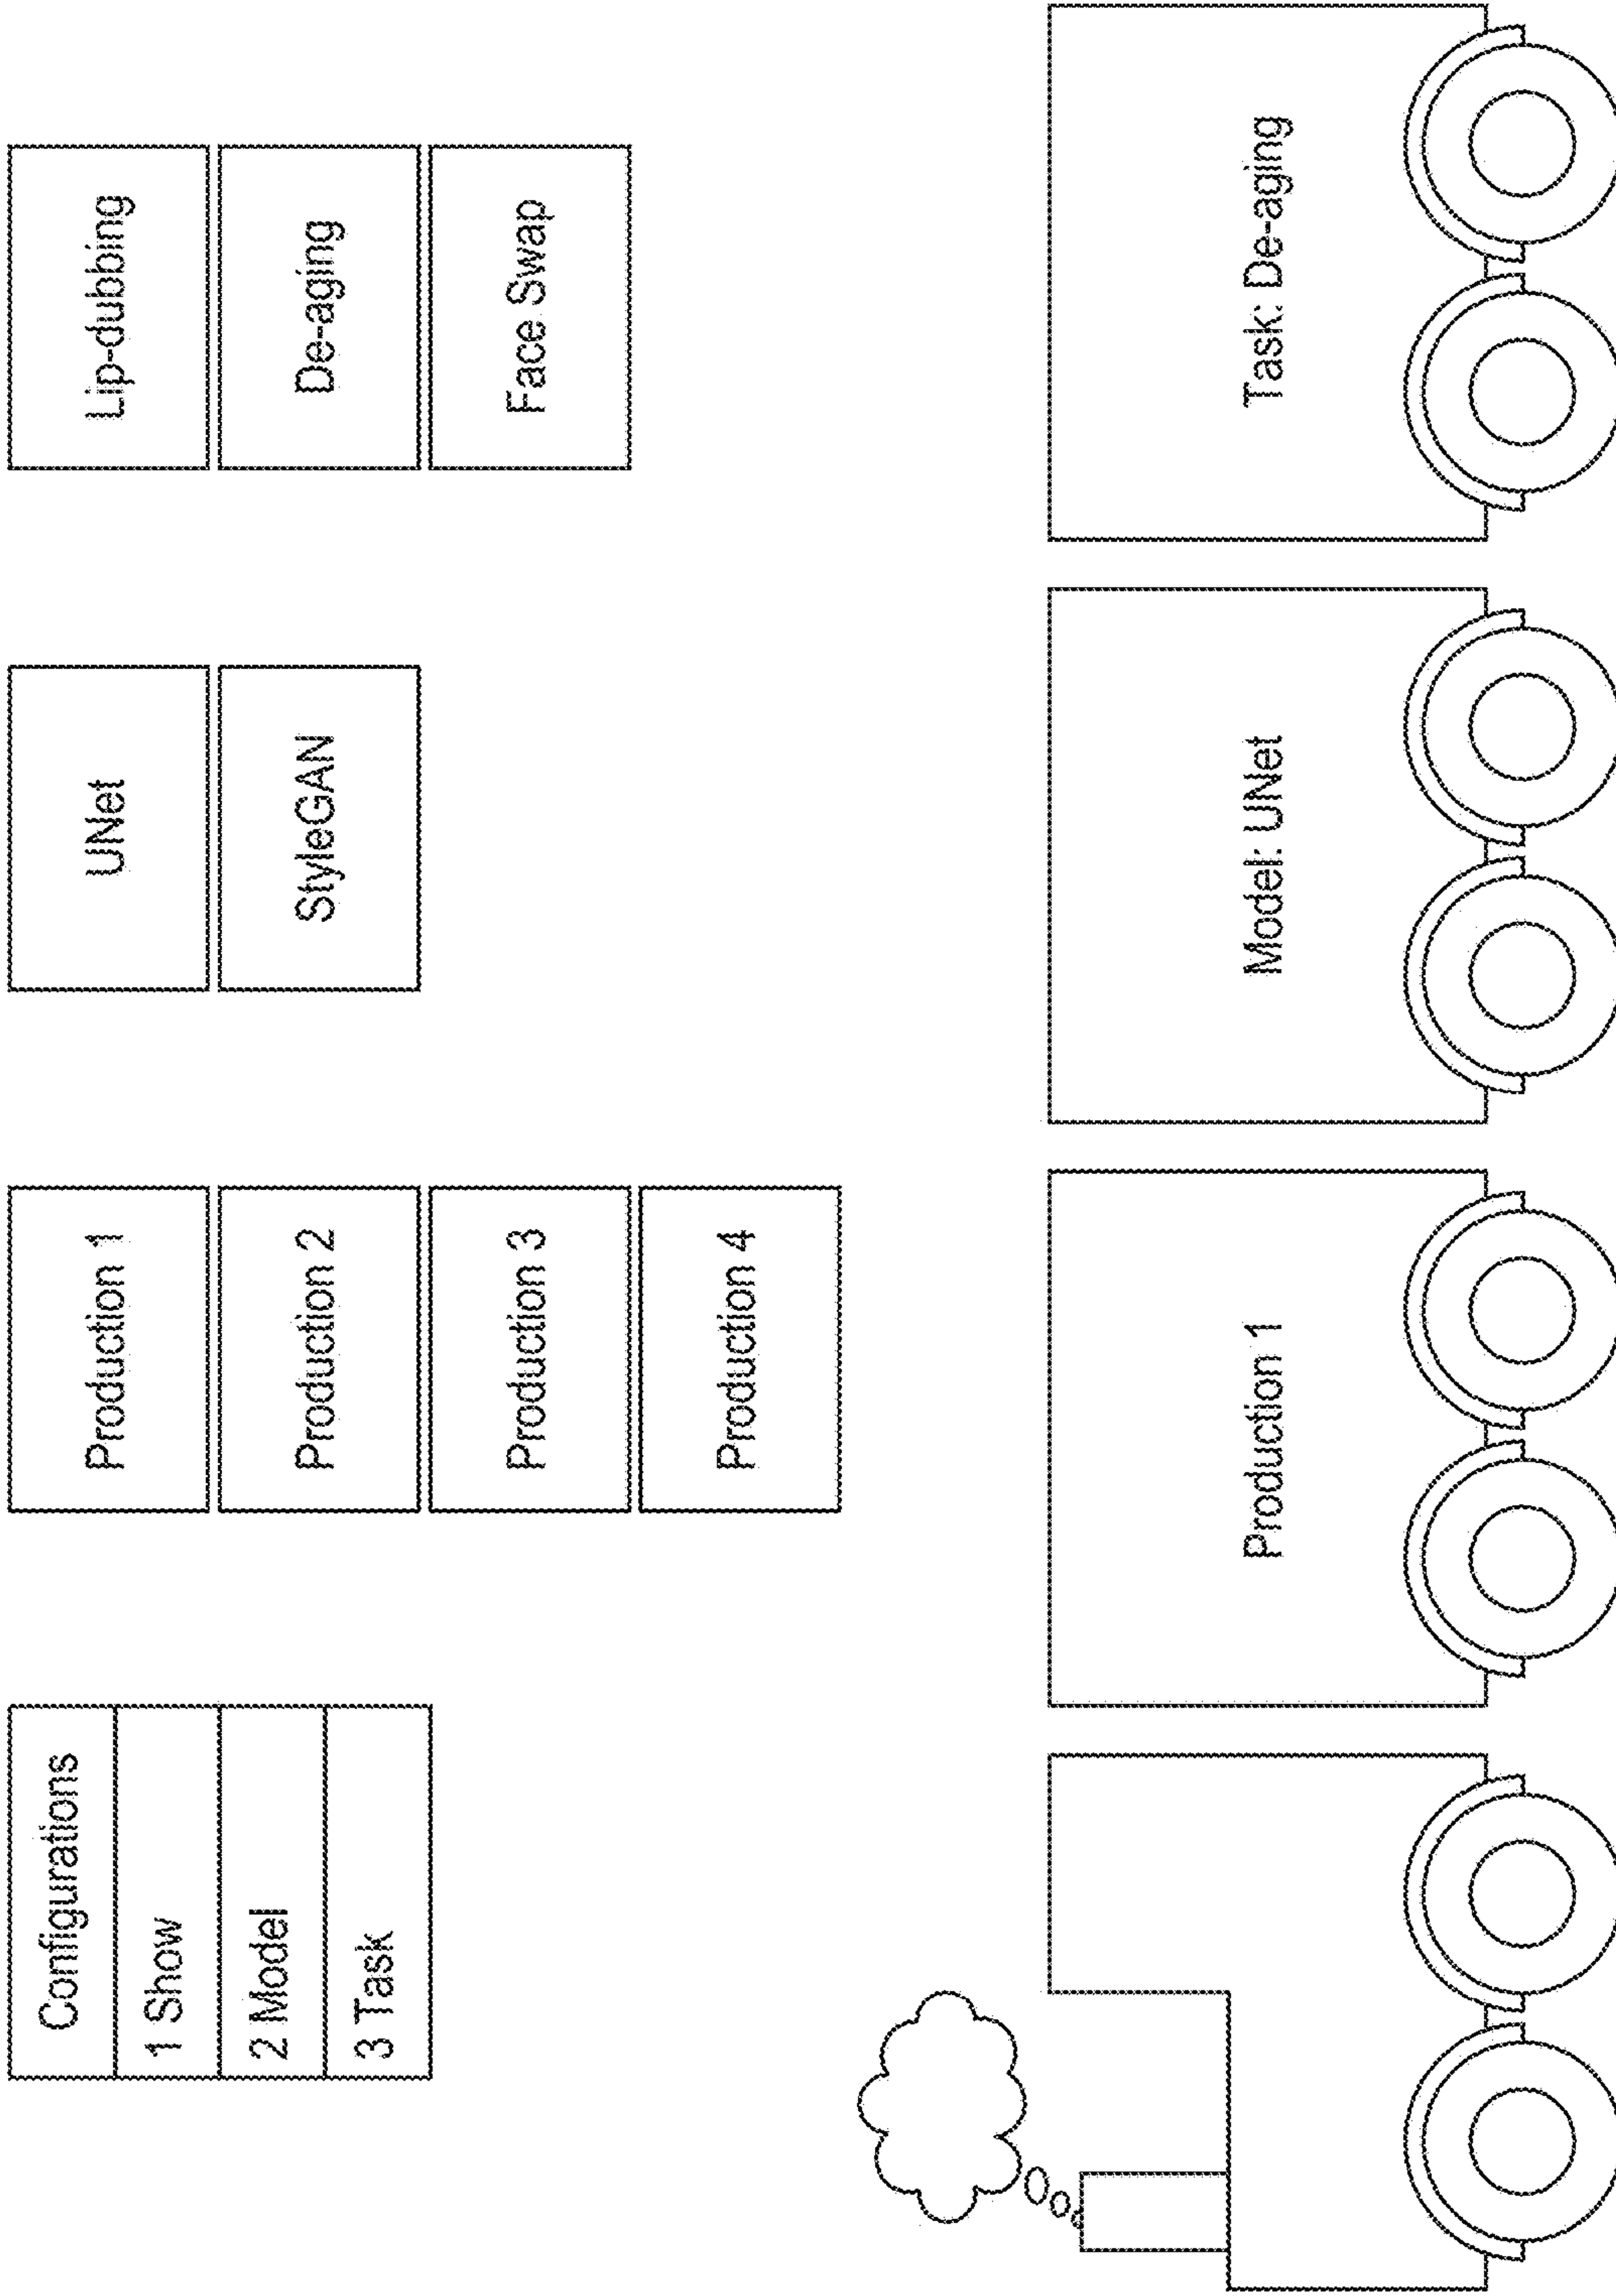 Configurations
1 Show
2 Model
3 Task
Production 1
Production 2
Production 3
Production 4
UNet
StyleGAN
Lip-dubbing
De-aging
Face Swap
Production 1
Model: UNet
Task: De-aging